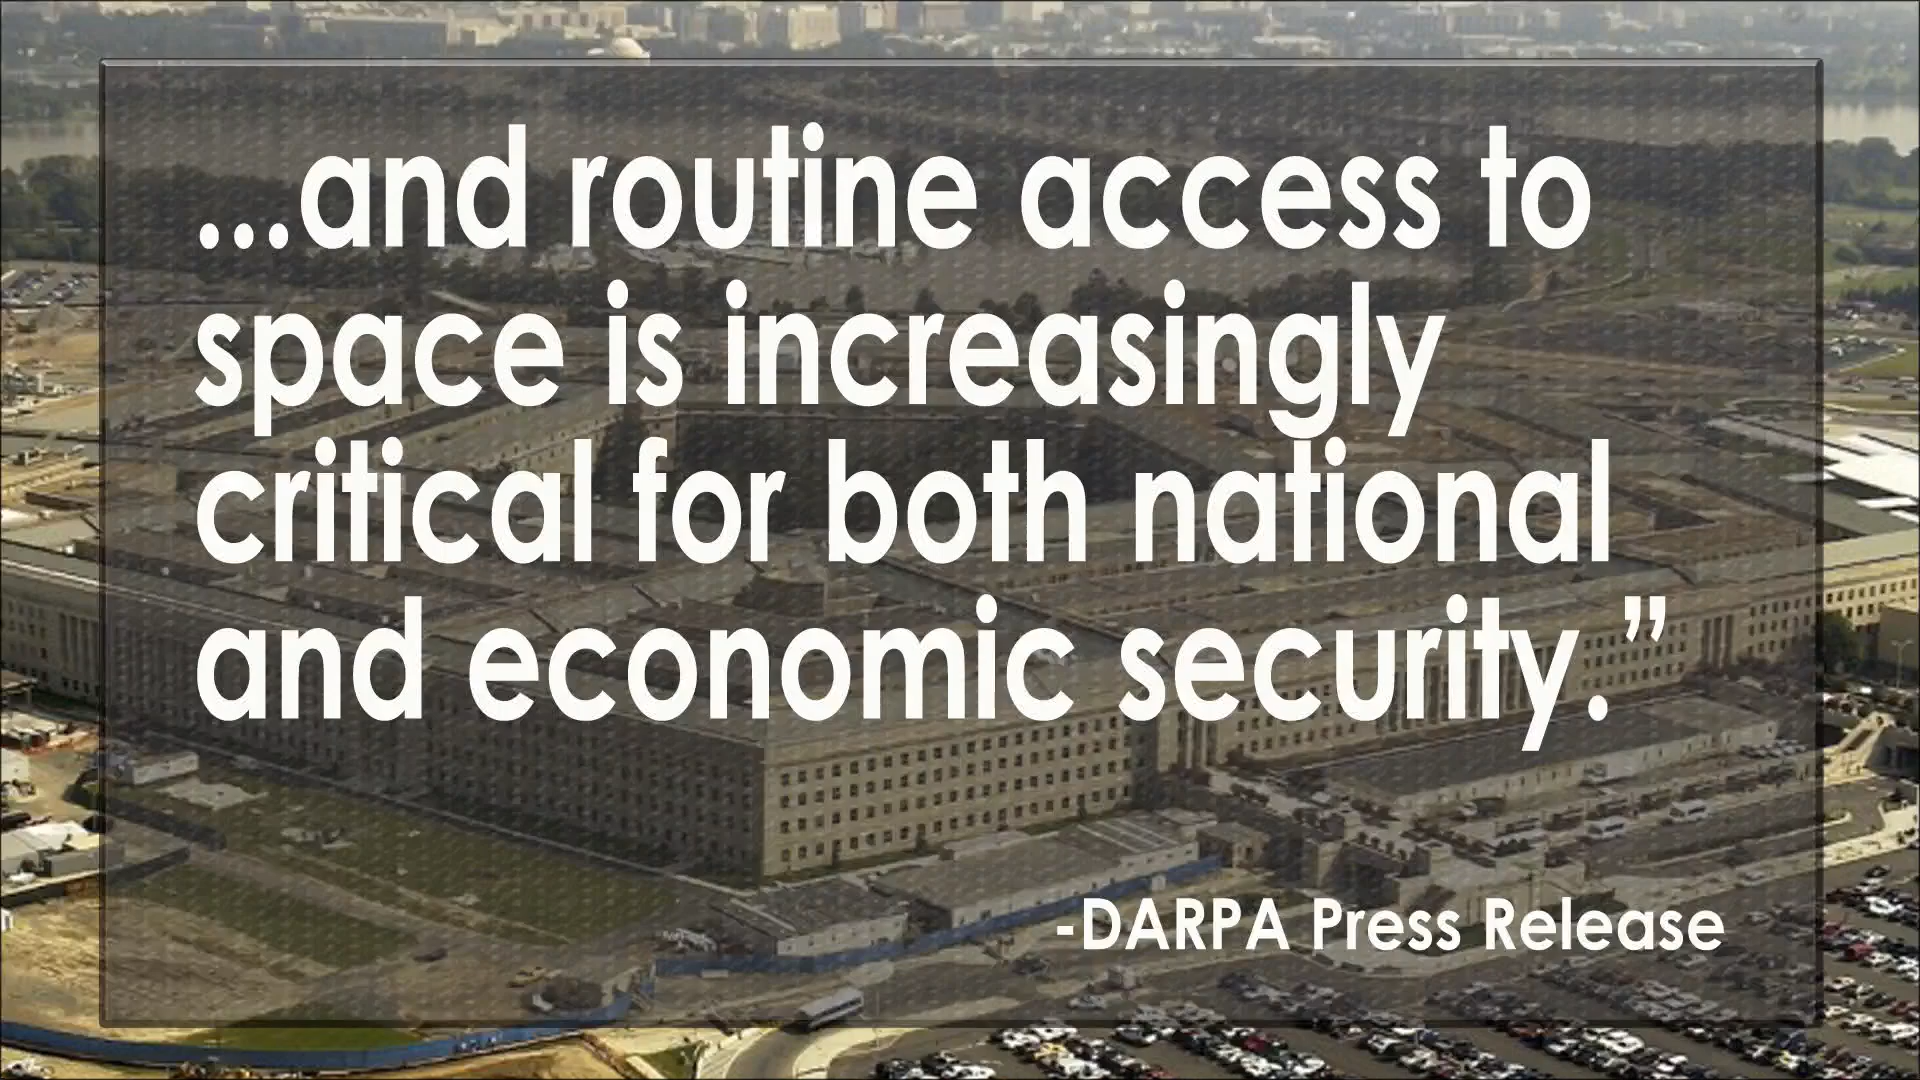 ...and routine access to
space is increasingly
critical for both national
and economic security.”
-DARPA Press Release